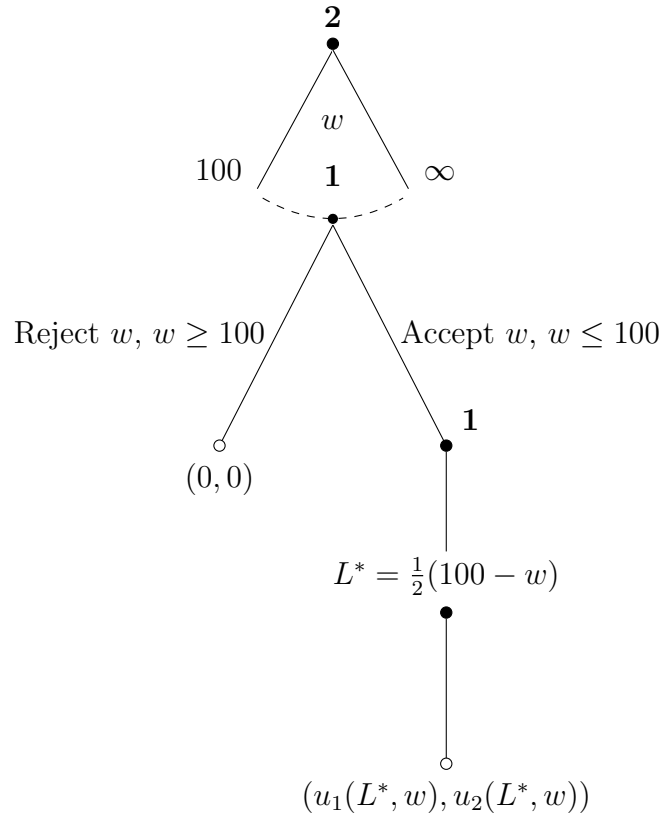 2
w
100
1
∞
Reject w, w ≥ 100
Accept w, w ≤ 100
1
(0, 0)
L* = ½(100 − w)
(u₁(L*, w), u₂(L*, w))